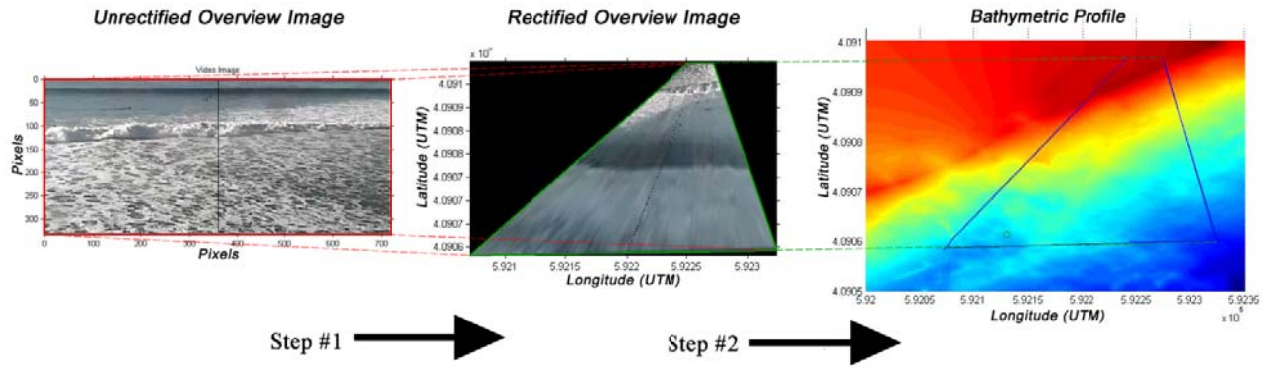 Unrectified Overview Image
Rectified Overview Image
Bathymetric Profile
Video Image
0
50
100
150
200
250
300
Pixels
0 100 200 300 400 500 600 700
Pixels
4.091
4.0909
4.0908
4.0908
4.0907
4.0907
4.0906
Latitude (UTM)
5.921 5.9215 5.922 5.9225 5.923
Longitude (UTM)
4.091
4.0909
4.0908
4.0907
4.0906
4.0905
Latitude (UTM)
5.92 5.9205 5.921 5.9215 5.922 5.9225 5.923 5.9235
Longitude (UTM)
Step #1
Step #2